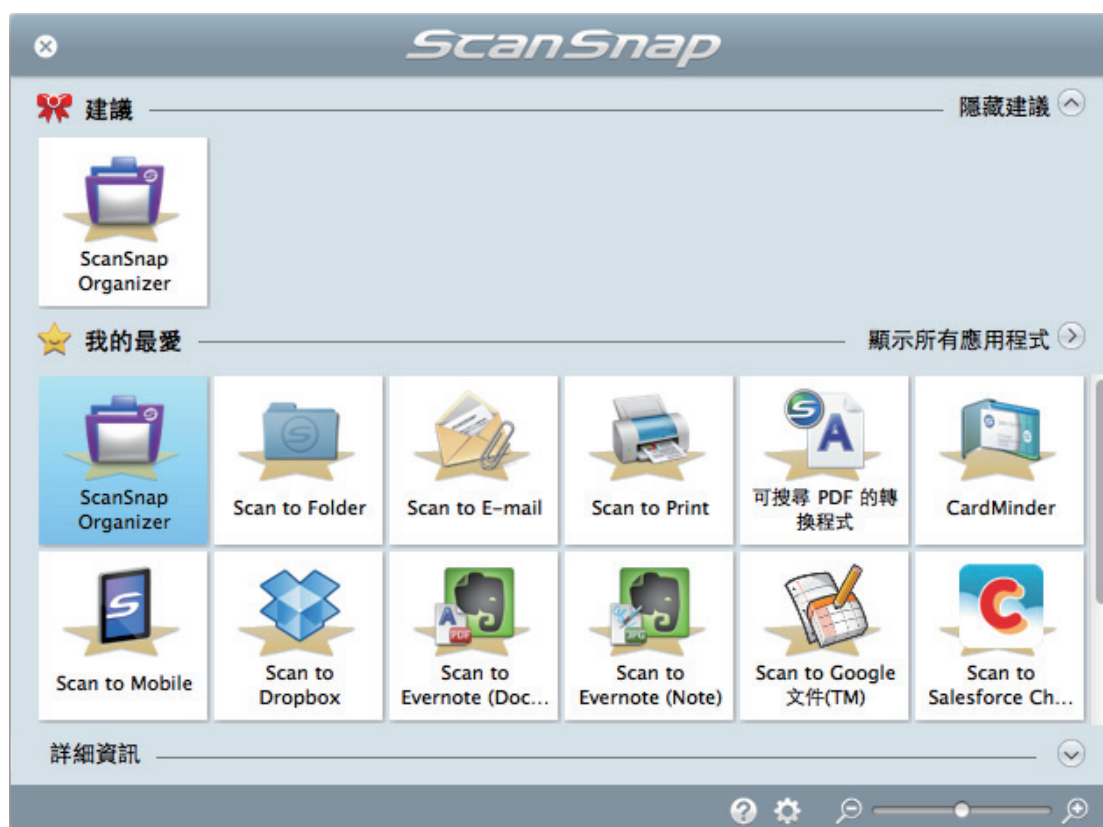 ScanSnap
建議
隱藏建議
ScanSnap
Organizer
我的最愛
顯示所有應用程式
ScanSnap
Organizer
Scan to Folder
Scan to E-mail
Scan to Print
可搜尋 PDF 的轉
換程式
CardMinder
Scan to Mobile
Scan to
Dropbox
Scan to
Evernote (Doc...
Scan to
Evernote (Note)
Scan to Google
文件(TM)
Scan to
Salesforce Ch...
詳細資訊